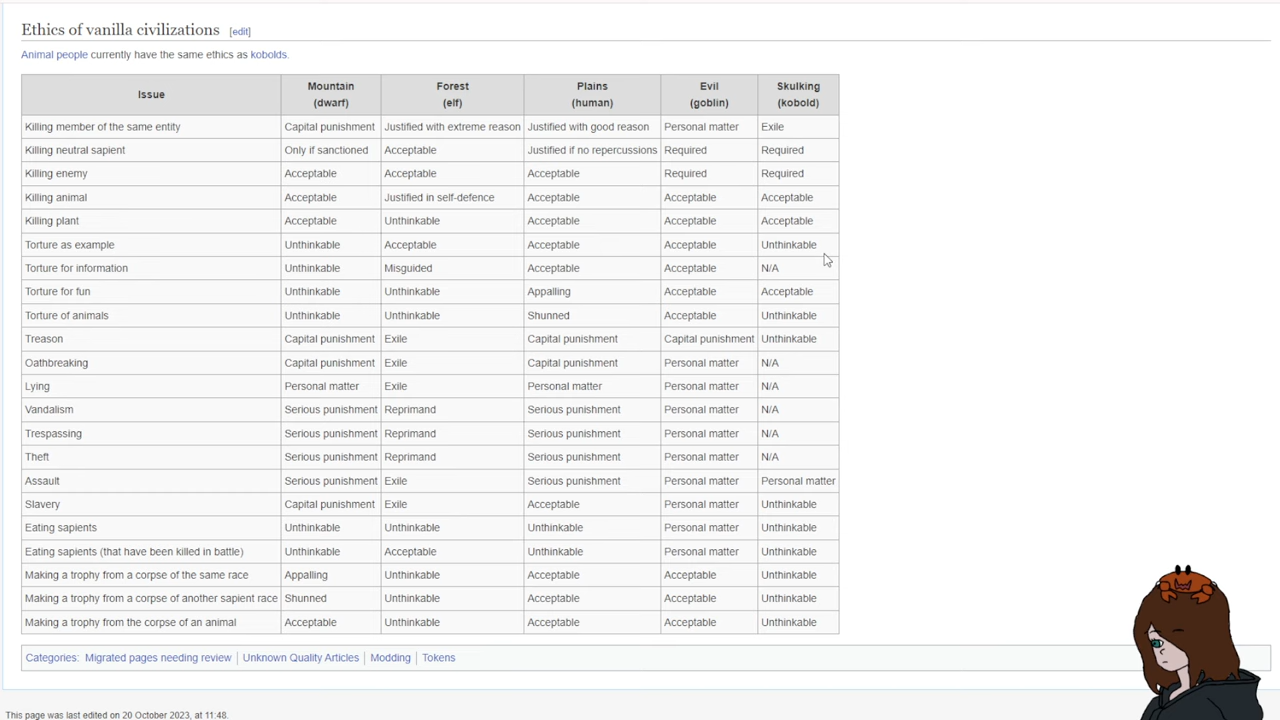 Ethics of vanilla civilizations [edit]
Animal people currently have the same ethics as kobolds.
Issue Mountain (dwarf) Forest (elf) Plains (human) Evil (goblin) Skulking (kobold)
Killing member of the same entity Capital punishment Justified with extreme reason Justified with good reason Personal matter Exile
Killing neutral sapient Only if sanctioned Acceptable Justified if no repercussions Required Required
Killing enemy Acceptable Acceptable Acceptable Required Required
Killing animal Acceptable Justified in self-defence Acceptable Acceptable Acceptable
Killing plant Acceptable Unthinkable Acceptable Acceptable Acceptable
Torture as example Unthinkable Acceptable Acceptable Acceptable Unthinkable
Torture for information Unthinkable Misguided Acceptable Acceptable N/A
Torture for fun Unthinkable Unthinkable Appalling Acceptable Acceptable
Torture of animals Unthinkable Unthinkable Shunned Acceptable Unthinkable
Treason Capital punishment Exile Capital punishment Capital punishment Unthinkable
Oathbreaking Capital punishment Exile Capital punishment Personal matter N/A
Lying Personal matter Exile Personal matter Personal matter N/A
Vandalism Serious punishment Reprimand Serious punishment Personal matter N/A
Trespassing Serious punishment Reprimand Serious punishment Personal matter N/A
Theft Serious punishment Reprimand Serious punishment Personal matter N/A
Assault Serious punishment Exile Serious punishment Personal matter Personal matter
Slavery Capital punishment Exile Acceptable Personal matter Unthinkable
Eating sapients Unthinkable Unthinkable Unthinkable Personal matter Unthinkable
Eating sapients (that have been killed in battle) Unthinkable Acceptable Unthinkable Personal matter Unthinkable
Making a trophy from a corpse of the same race Appalling Unthinkable Acceptable Acceptable Unthinkable
Making a trophy from a corpse of another sapient race Shunned Unthinkable Acceptable Acceptable Unthinkable
Making a trophy from the corpse of an animal Acceptable Unthinkable Acceptable Acceptable Unthinkable
Categories: Migrated pages needing review Unknown Quality Articles Modding Tokens
This page was last edited on 20 October 2023, at 11:48.